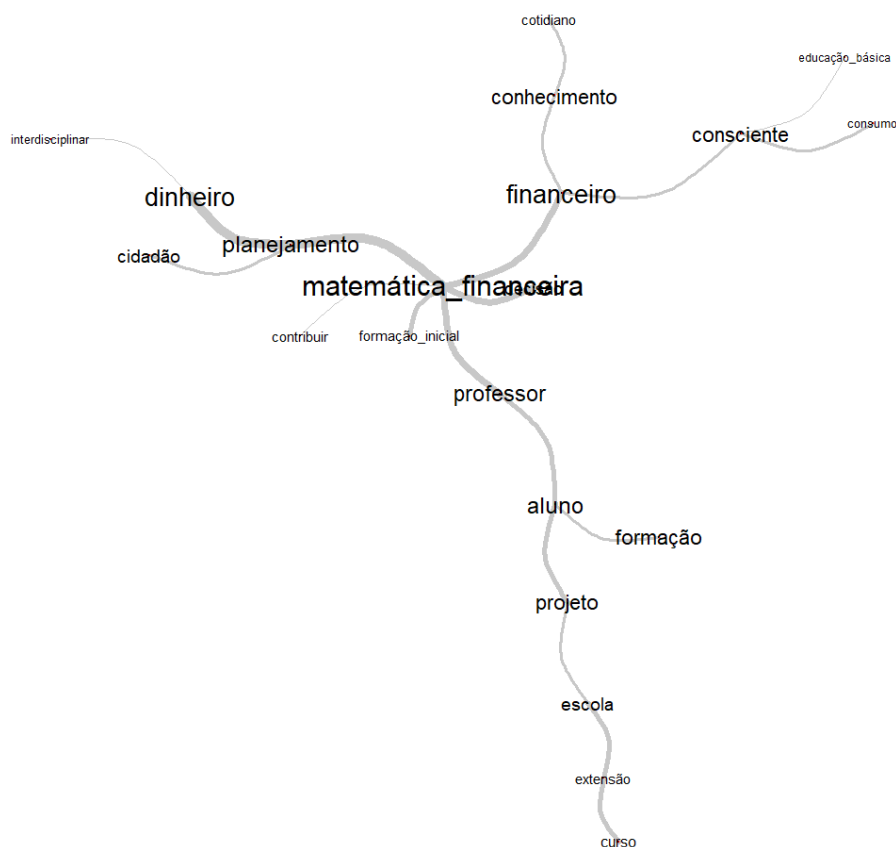 cotidiano
educação_básica
conhecimento
consumo
consciente
interdisciplinar
dinheiro
financeiro
planejamento
cidadão
matemática_financeira
decisão
contribuir
formação_inicial
professor
aluno
formação
projeto
escola
extensão
curso